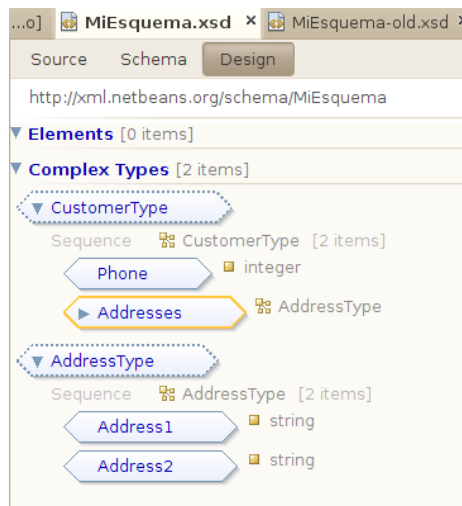 ...o] MiEsquema.xsd × MiEsquema-old.xsd
Source Schema Design
http://xml.netbeans.org/schema/MiEsquema
Elements [0 items]
Complex Types [2 items]
CustomerType
Sequence CustomerType [2 items]
Phone integer
Addresses AddressType
AddressType
Sequence AddressType [2 items]
Address1 string
Address2 string